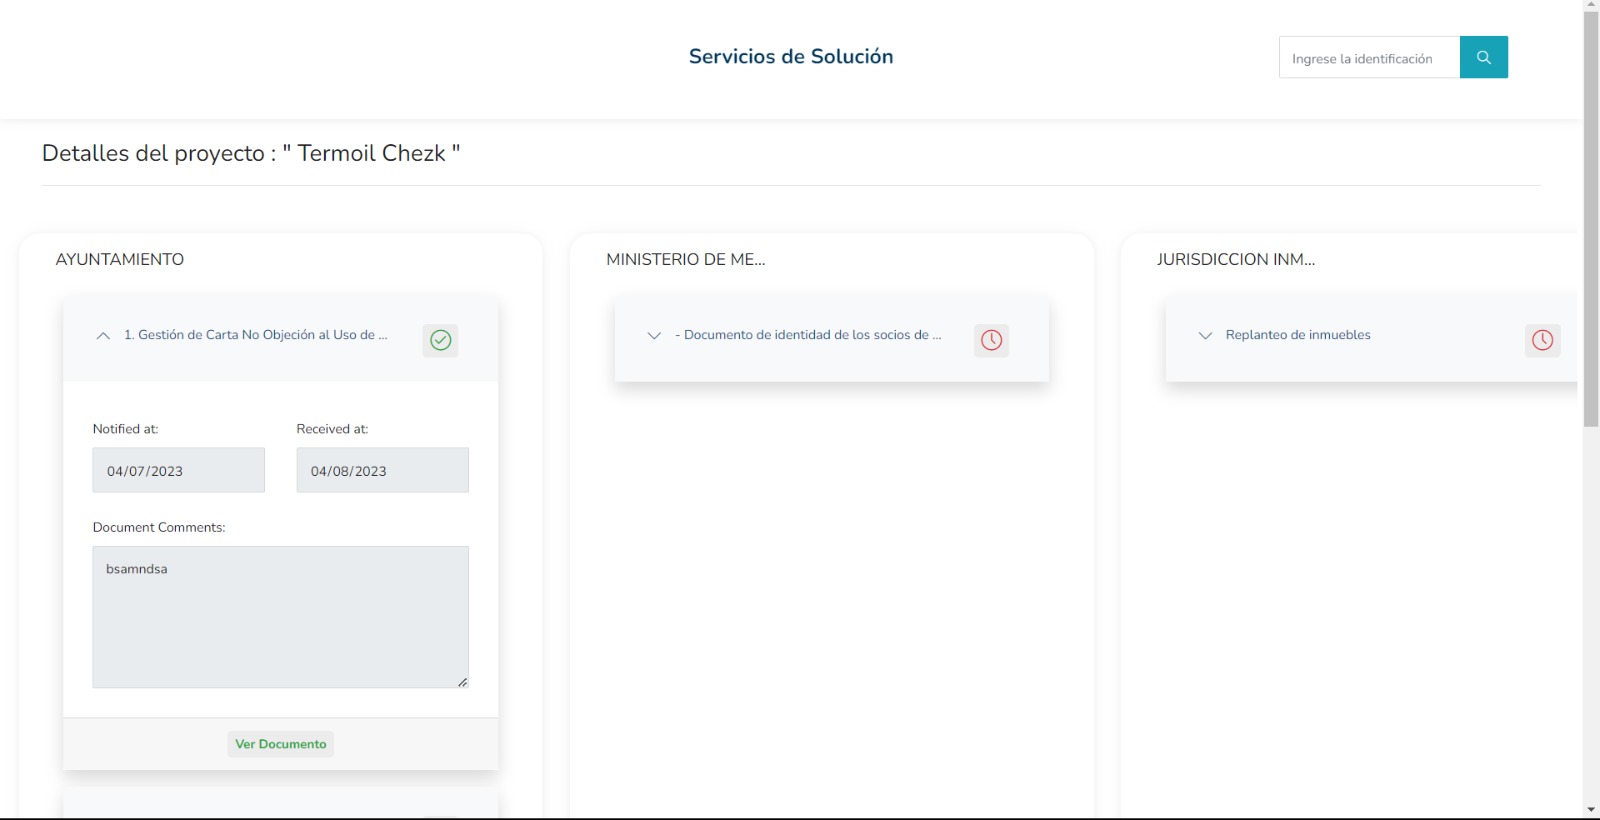 Servicios de Solución
Ingrese la identificación
Detalles del proyecto : " Termoil Chezk "
AYUNTAMIENTO
1. Gestión de Carta No Objeción al Uso de ...
Notified at:
Received at:
04/07/2023
04/08/2023
Document Comments:
bsamndsa
Ver Documento
MINISTERIO DE ME...
- Documento de identidad de los socios de ...
JURISDICCION INM...
Replanteo de inmuebles